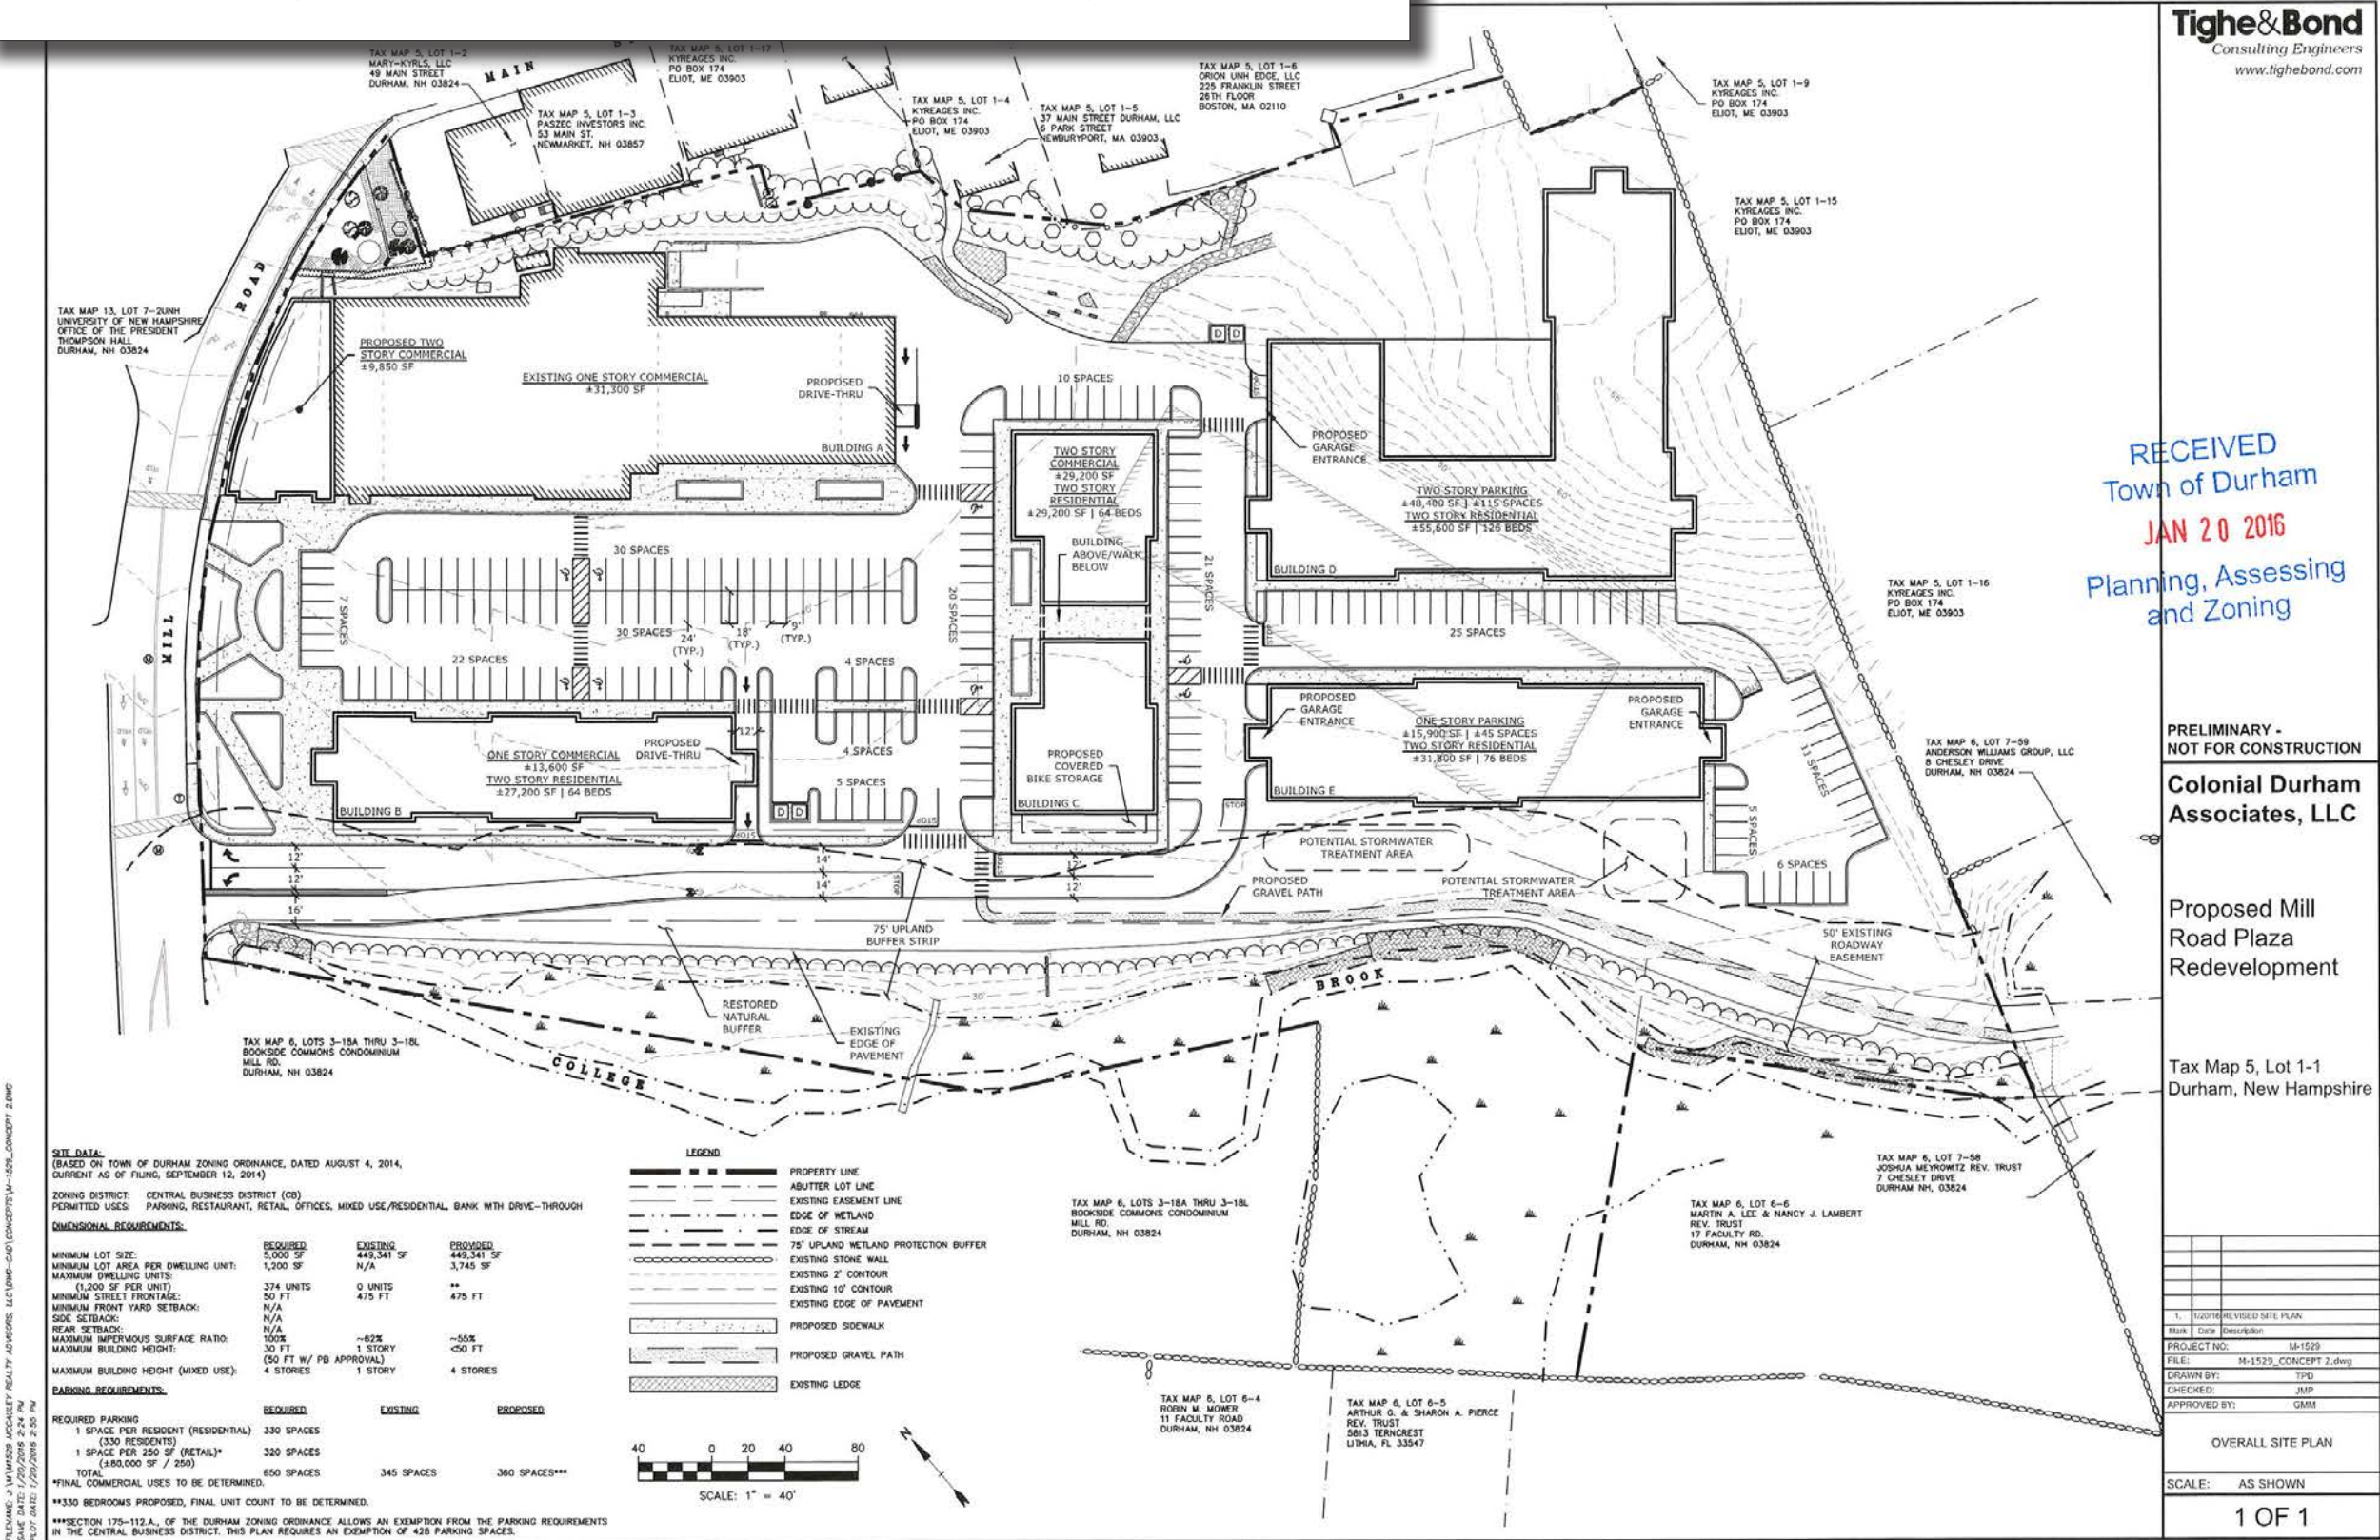 Tighe&Bond
Consulting Engineers
www.tighebond.com
TAX MAP 5, LOT 1-2
MARY-KYRLS, LLC
49 MAIN STREET
DURHAM, NH 03824
MAIN
TAX MAP 5, LOT 1-17
KYREAGES INC.
PO BOX 174
ELIOT, ME 03903
TAX MAP 5, LOT 1-3
PASZEC INVESTORS INC.
53 MAIN ST.
NEWMARKET, NH 03857
TAX MAP 5, LOT 1-4
KYREAGES INC.
PO BOX 174
ELIOT, ME 03903
TAX MAP 5, LOT 1-5
37 MAIN STREET DURHAM, LLC
6 PARK STREET
NEWBURYPORT, MA 03903
TAX MAP 5, LOT 1-6
ORION UNH EDGE, LLC
225 FRANKLIN STREET
26TH FLOOR
BOSTON, MA 02110
TAX MAP 5, LOT 1-9
KYREAGES INC.
PO BOX 174
ELIOT, ME 03903
TAX MAP 5, LOT 1-15
KYREAGES INC.
PO BOX 174
ELIOT, ME 03903
TAX MAP 13, LOT 7-2UNH
UNIVERSITY OF NEW HAMPSHIRE
OFFICE OF THE PRESIDENT
THOMPSON HALL
DURHAM, NH 03824
ROAD
MILL
PROPOSED TWO
STORY COMMERCIAL
±9,850 SF
EXISTING ONE STORY COMMERCIAL
±31,300 SF
PROPOSED
DRIVE-THRU
BUILDING A
10 SPACES
D D
STOP
TWO STORY
COMMERCIAL
±29,200 SF
TWO STORY
RESIDENTIAL
±29,200 SF | 64 BEDS
BUILDING
ABOVE/WALK
BELOW
PROPOSED
GARAGE
ENTRANCE
TWO STORY PARKING
±48,400 SF | ±115 SPACES
TWO STORY RESIDENTIAL
±55,600 SF | 126 BEDS
BUILDING D
RECEIVED
Town of Durham
JAN 20 2016
Planning, Assessing
and Zoning
TAX MAP 5, LOT 1-16
KYREAGES INC.
PO BOX 174
ELIOT, ME 03903
30 SPACES
7 SPACES
30 SPACES
24'
(TYP.)
18'
(TYP.)
9'
(TYP.)
22 SPACES
4 SPACES
20 SPACES
21 SPACES
25 SPACES
STOP
ONE STORY COMMERCIAL
±13,600 SF
TWO STORY RESIDENTIAL
±27,200 SF | 64 BEDS
PROPOSED
DRIVE-THRU
BUILDING B
12'
4 SPACES
5 SPACES
D D
STOP
STOP
PROPOSED
COVERED
BIKE STORAGE
BUILDING C
STOP
PROPOSED
GARAGE
ENTRANCE
ONE STORY PARKING
±15,900 SF | ±45 SPACES
TWO STORY RESIDENTIAL
±31,800 SF | 76 BEDS
PROPOSED
GARAGE
ENTRANCE
BUILDING E
11 SPACES
5 SPACES
6 SPACES
TAX MAP 6, LOT 7-59
ANDERSON WILLIAMS GROUP, LLC
8 CHESLEY DRIVE
DURHAM, NH 03824
PRELIMINARY -
NOT FOR CONSTRUCTION
Colonial Durham
Associates, LLC
Proposed Mill
Road Plaza
Redevelopment
Tax Map 5, Lot 1-1
Durham, New Hampshire
12'
12'
16'
14'
14'
STOP
STOP
12'
12'
POTENTIAL STORMWATER
TREATMENT AREA
PROPOSED
GRAVEL PATH
POTENTIAL STORMWATER
TREATMENT AREA
75' UPLAND
BUFFER STRIP
50' EXISTING
ROADWAY
EASEMENT
RESTORED
NATURAL
BUFFER
EXISTING
EDGE OF
PAVEMENT
30'
COLLEGE
BROOK
TAX MAP 6, LOTS 3-18A THRU 3-18L
BOOKSIDE COMMONS CONDOMINIUM
MILL RD.
DURHAM, NH 03824
TAX MAP 6, LOTS 3-18A THRU 3-18L
BOOKSIDE COMMONS CONDOMINIUM
MILL RD.
DURHAM, NH 03824
TAX MAP 6, LOT 6-6
MARTIN A. LEE & NANCY J. LAMBERT
REV. TRUST
17 FACULTY RD.
DURHAM, NH 03824
TAX MAP 6, LOT 7-58
JOSHUA MEYROWITZ REV. TRUST
7 CHESLEY DRIVE
DURHAM NH, 03824
TAX MAP 6, LOT 6-4
ROBIN M. MOWER
11 FACULTY ROAD
DURHAM, NH 03824
TAX MAP 6, LOT 6-5
ARTHUR G. & SHARON A. PIERCE
REV. TRUST
5813 TERNCREST
LITHIA, FL 33547
SITE DATA:
(BASED ON TOWN OF DURHAM ZONING ORDINANCE, DATED AUGUST 4, 2014,
CURRENT AS OF FILING, SEPTEMBER 12, 2014)
ZONING DISTRICT: CENTRAL BUSINESS DISTRICT (CB)
PERMITTED USES: PARKING, RESTAURANT, RETAIL, OFFICES, MIXED USE/RESIDENTIAL, BANK WITH DRIVE-THROUGH
DIMENSIONAL REQUIREMENTS:
REQUIRED EXISTING PROVIDED
MINIMUM LOT SIZE: 5,000 SF 449,341 SF 449,341 SF
MINIMUM LOT AREA PER DWELLING UNIT: 1,200 SF N/A 3,745 SF
MAXIMUM DWELLING UNITS:
(1,200 SF PER UNIT) 374 UNITS 0 UNITS **
MINIMUM STREET FRONTAGE: 50 FT 475 FT 475 FT
MINIMUM FRONT YARD SETBACK: N/A
SIDE SETBACK: N/A
REAR SETBACK: N/A
MAXIMUM IMPERVIOUS SURFACE RATIO: 100% ~62% ~55%
MAXIMUM BUILDING HEIGHT: 30 FT 1 STORY <50 FT
(50 FT W/ PB APPROVAL)
MAXIMUM BUILDING HEIGHT (MIXED USE): 4 STORIES 1 STORY 4 STORIES
PARKING REQUIREMENTS:
REQUIRED EXISTING PROPOSED
REQUIRED PARKING
1 SPACE PER RESIDENT (RESIDENTIAL) 330 SPACES
(330 RESIDENTS)
1 SPACE PER 250 SF (RETAIL)* 320 SPACES
(±80,000 SF / 250)
TOTAL 650 SPACES 345 SPACES 360 SPACES***
*FINAL COMMERCIAL USES TO BE DETERMINED.
**330 BEDROOMS PROPOSED, FINAL UNIT COUNT TO BE DETERMINED.
***SECTION 175-112.A., OF THE DURHAM ZONING ORDINANCE ALLOWS AN EXEMPTION FROM THE PARKING REQUIREMENTS
IN THE CENTRAL BUSINESS DISTRICT. THIS PLAN REQUIRES AN EXEMPTION OF 428 PARKING SPACES.
LEGEND
PROPERTY LINE
ABUTTER LOT LINE
EXISTING EASEMENT LINE
EDGE OF WETLAND
EDGE OF STREAM
75' UPLAND WETLAND PROTECTION BUFFER
EXISTING STONE WALL
EXISTING 2' CONTOUR
EXISTING 10' CONTOUR
EXISTING EDGE OF PAVEMENT
PROPOSED SIDEWALK
PROPOSED GRAVEL PATH
EXISTING LEDGE
40 0 20 40 80
SCALE: 1" = 40'
N
1. 1/20/16 REVISED SITE PLAN
Mark Date Description
PROJECT NO: M-1529
FILE: M-1529_CONCEPT 2.dwg
DRAWN BY: TPD
CHECKED: JMP
APPROVED BY: GMM
OVERALL SITE PLAN
SCALE: AS SHOWN
1 OF 1
SAVE DATE: 1/20/2016 2:24 PM
PLOT DATE: 1/20/2016 2:55 PM